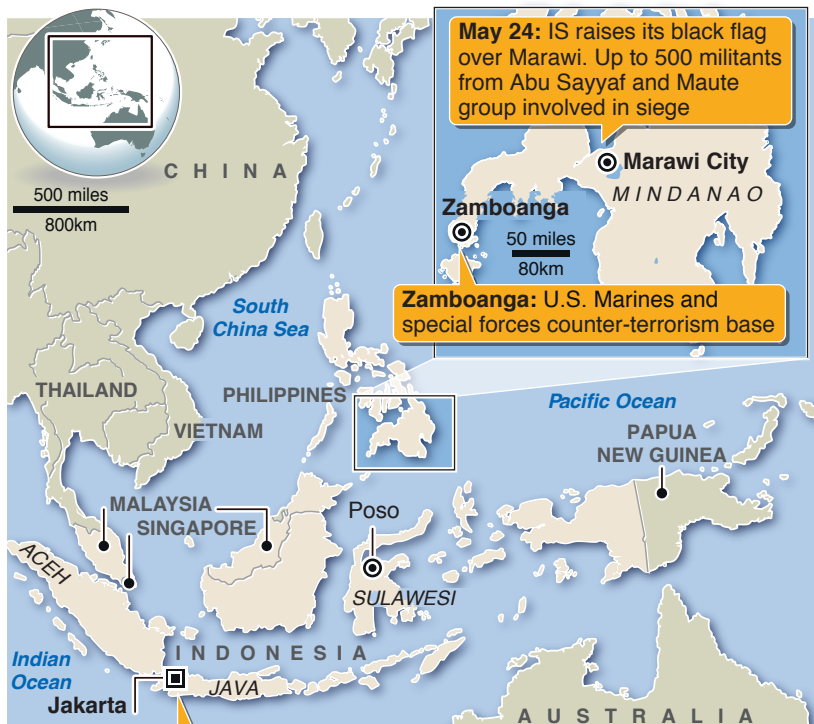 May 24: IS raises its black flag
over Marawi. Up to 500 militants
from Abu Sayyaf and Maute
group involved in siege
Marawi City
MINDANAO
Zamboanga
50 miles
80km
Zamboanga: U.S. Marines and
special forces counter-terrorism base
CHINA
500 miles
800km
South
China Sea
THAILAND
PHILIPPINES
VIETNAM
Pacific Ocean
PAPUA
NEW GUINEA
MALAYSIA
SINGAPORE
Poso
ACEH
SULAWESI
INDONESIA
Indian
Ocean
JAVA
Jakarta
AUSTRALIA